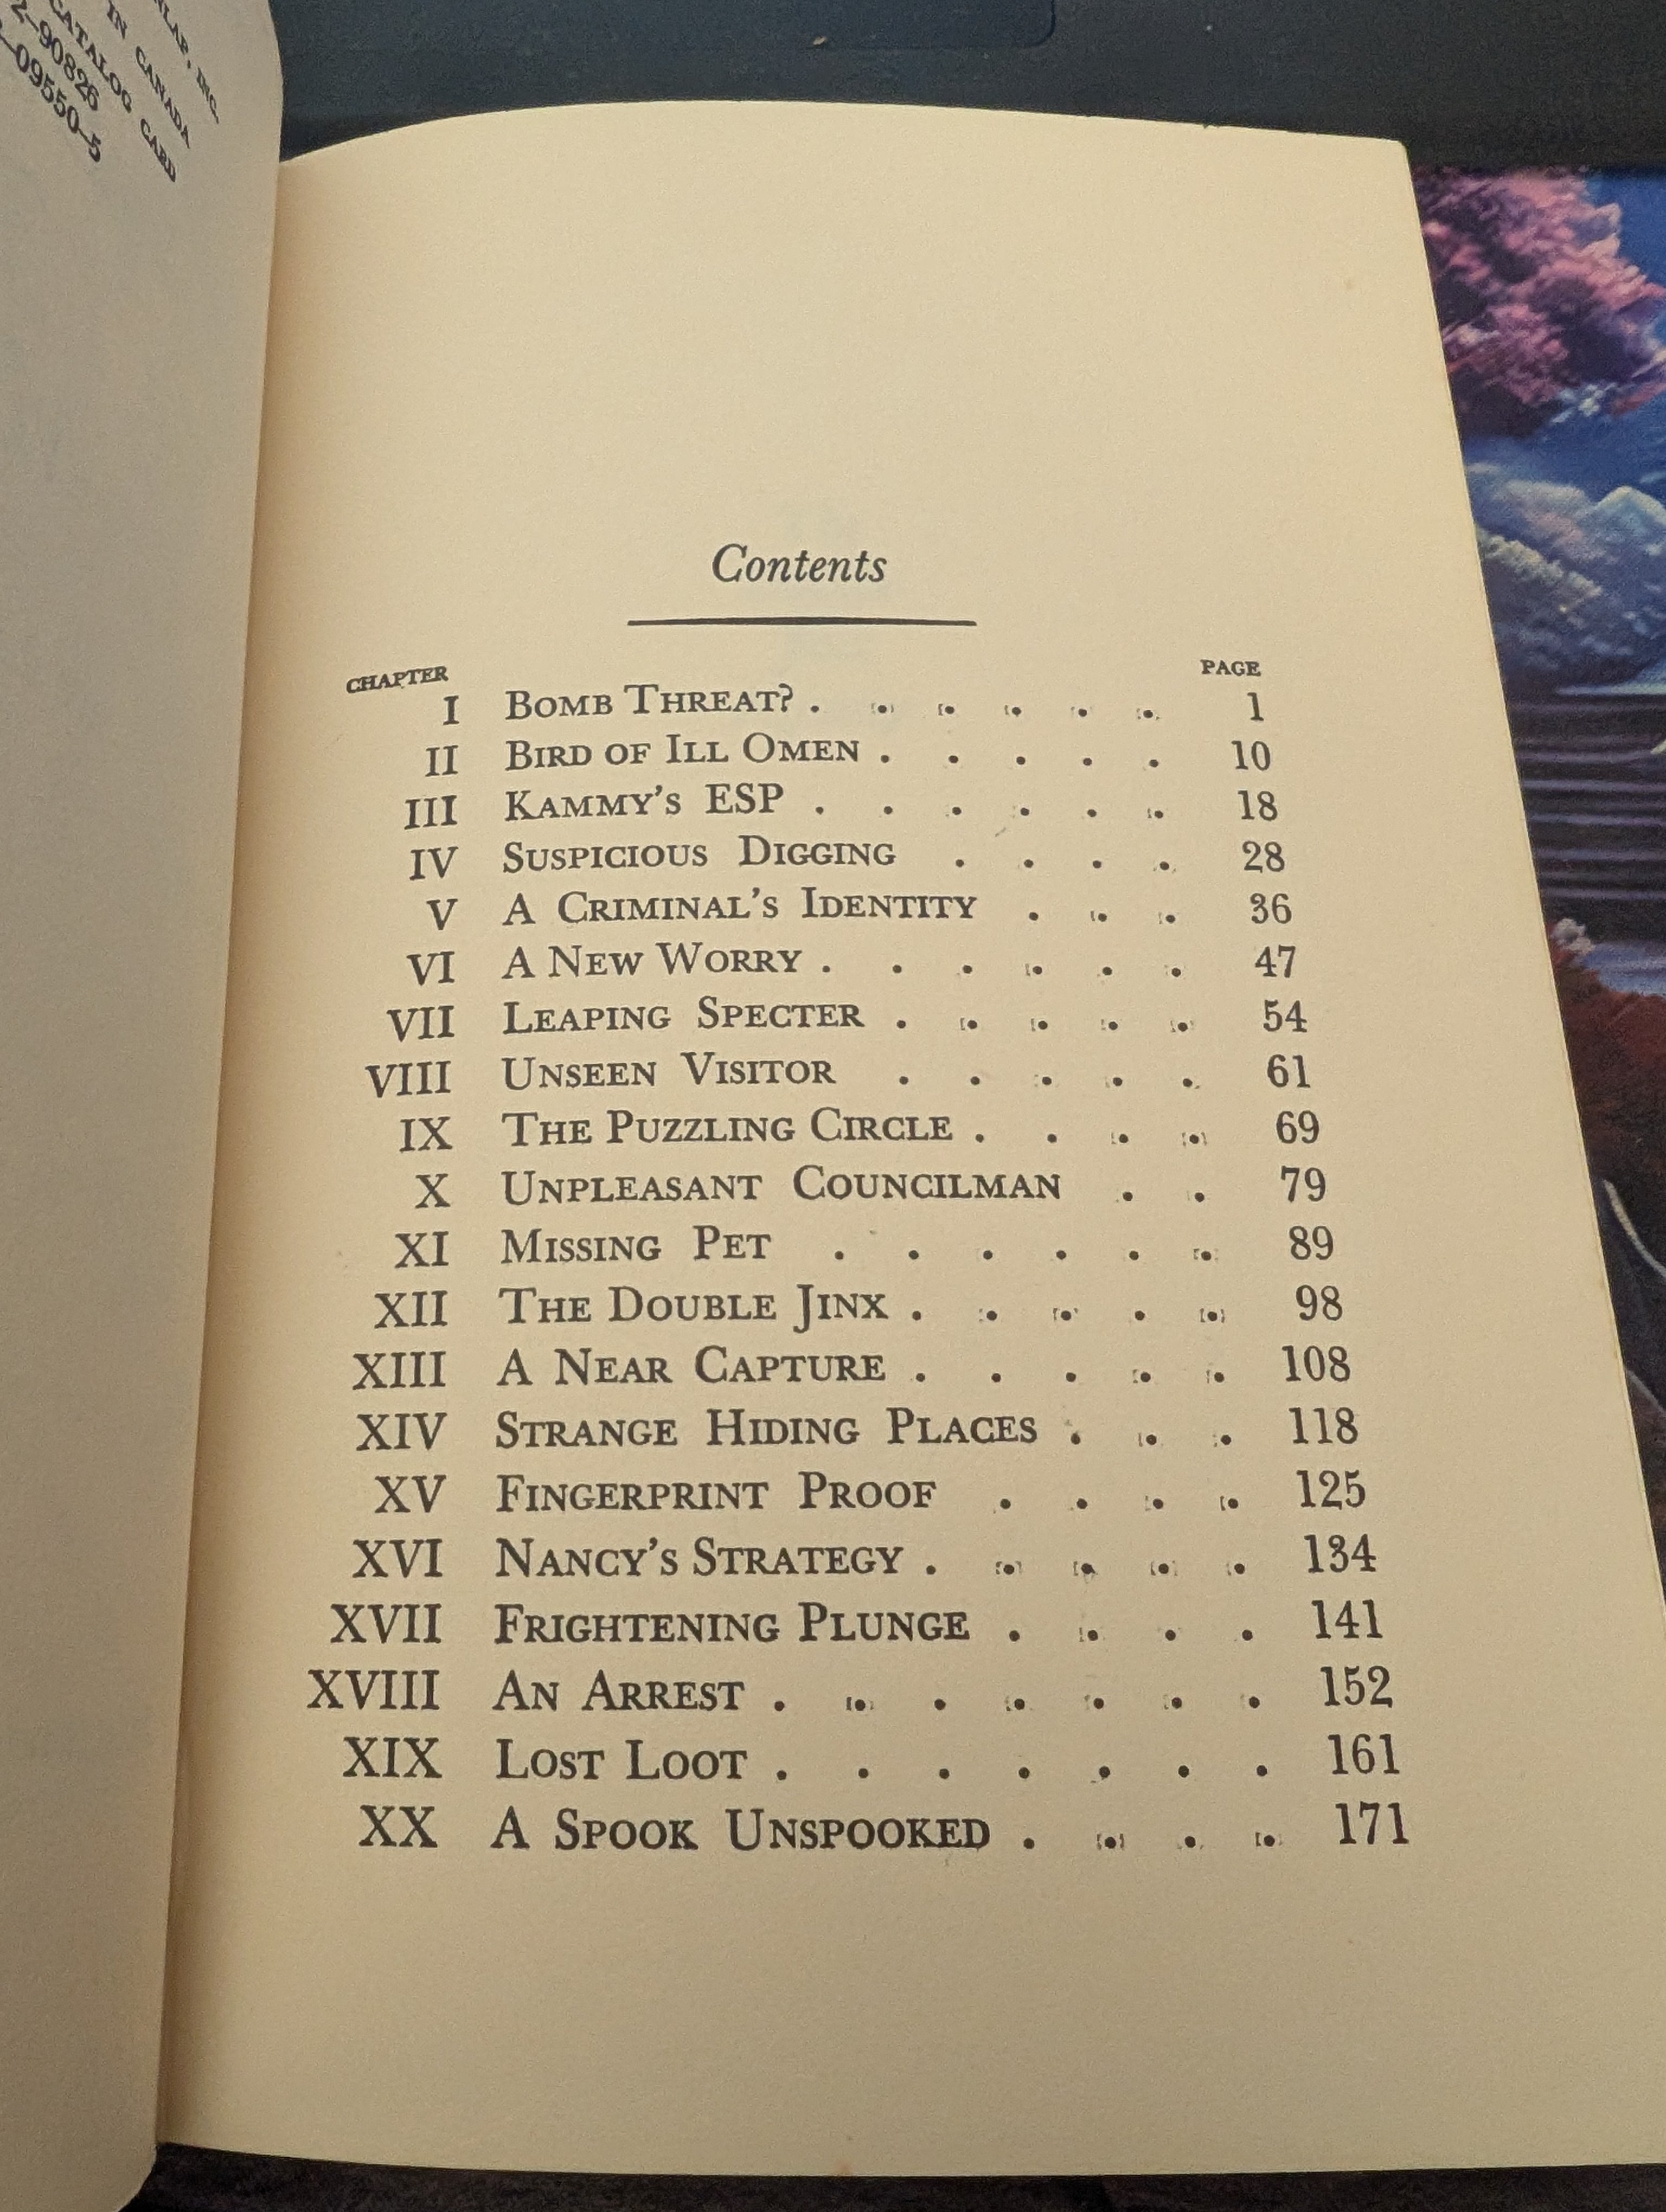 INC.
IN CANADA
CATALOG CARD
-90826
-09550-5
Contents
CHAPTER PAGE
I BOMB THREAT? . . . . . . 1
II BIRD OF ILL OMEN . . . . . 10
III KAMMY'S ESP . . . . . . 18
IV SUSPICIOUS DIGGING . . . . 28
V A CRIMINAL'S IDENTITY . . . 36
VI A NEW WORRY . . . . . . 47
VII LEAPING SPECTER . . . . . 54
VIII UNSEEN VISITOR . . . . . 61
IX THE PUZZLING CIRCLE . . . . 69
X UNPLEASANT COUNCILMAN . . 79
XI MISSING PET . . . . . . 89
XII THE DOUBLE JINX . . . . . 98
XIII A NEAR CAPTURE . . . . . 108
XIV STRANGE HIDING PLACES . . . 118
XV FINGERPRINT PROOF . . . . 125
XVI NANCY'S STRATEGY . . . . . 134
XVII FRIGHTENING PLUNGE . . . . 141
XVIII AN ARREST . . . . . . . 152
XIX LOST LOOT . . . . . . . 161
XX A SPOOK UNSPOOKED . . . . 171